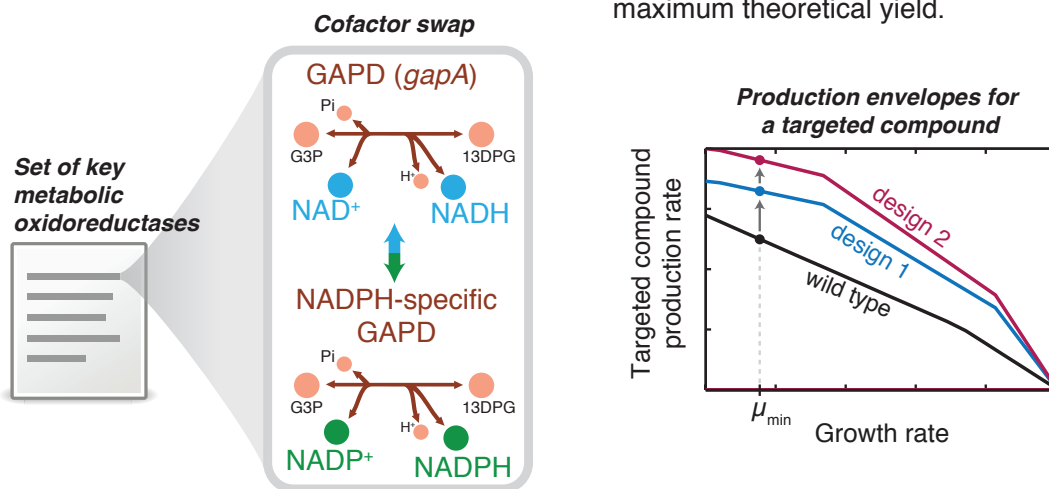 maximum theoretical yield.
Cofactor swap
Set of key
metabolic
oxidoreductases
GAPD (gapA)
Pi
G3P
13DPG
H+
NAD+
NADH
NADPH-specific
GAPD
Pi
G3P
13DPG
H+
NADP+
NADPH
Production envelopes for
a targeted compound
Targeted compound
production rate
design 2
design 1
wild type
μmin
Growth rate